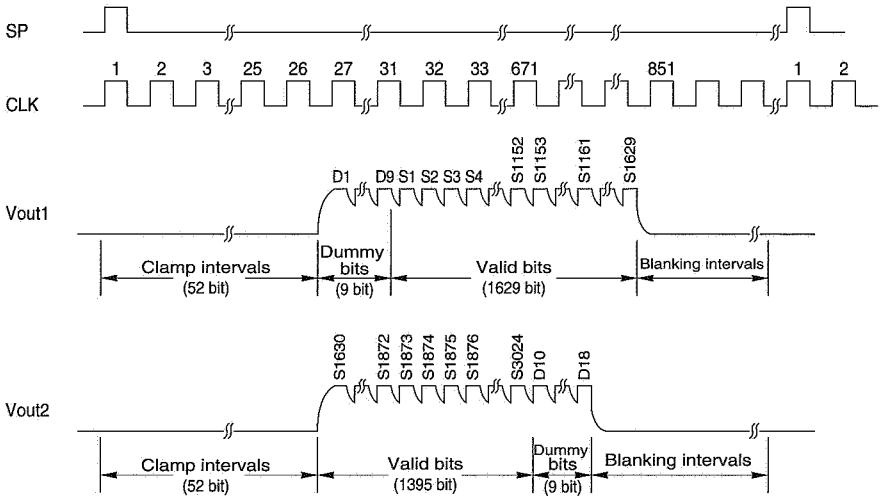 SP
1 2 3 25 26 27 31 32 33 671 851 1 2
CLK
D1 D9 S1 S2 S3 S4 S1152 S1153 S1161 S1629
Vout1
Clamp intervals
(52 bit)
Dummy
bits
(9 bit)
Valid bits
(1629 bit)
Blanking intervals
S1630 S1872 S1873 S1874 S1875 S1876 S3024 D10 D18
Vout2
Clamp intervals
(52 bit)
Valid bits
(1395 bit)
Dummy
bits
(9 bit)
Blanking intervals